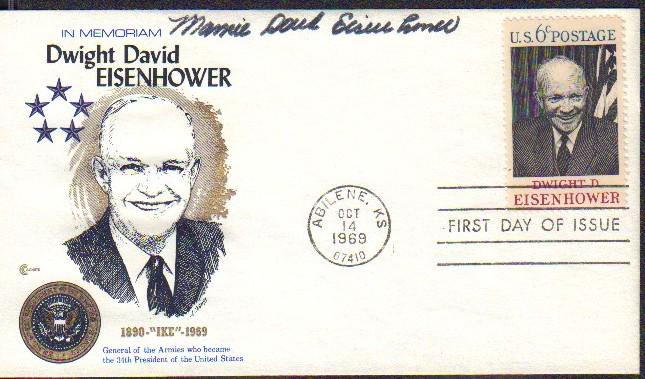 IN MEMORIAM
Mamie Doud Eisenhower
Dwight David
EISENHOWER
U.S. 6c POSTAGE
DWIGHT D.
EISENHOWER
ABILENE, KS
OCT
14
1969
67410
FIRST DAY OF ISSUE
1890-"IKE"-1969
General of the Armies who became
the 34th President of the United States